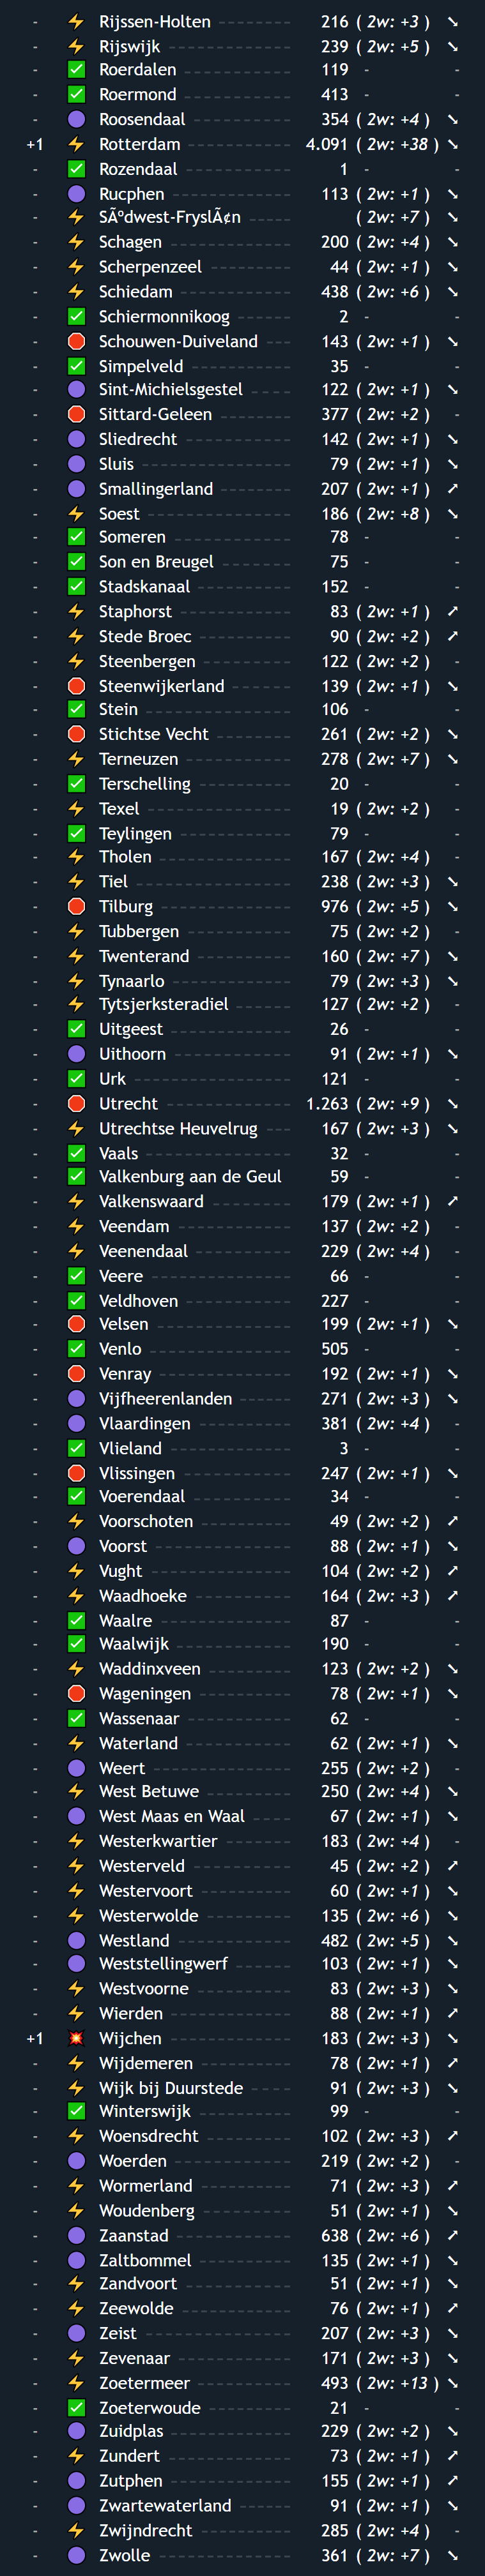 - ⚡ Rijssen-Holten ------- 216 ( 2w: +3 ) ➘
- ⚡ Rijswijk ------- 239 ( 2w: +5 ) ➘
- ✅ Roerdalen ------- 119 - -
- ✅ Roermond ------- 413 - -
- 🟣 Roosendaal ------- 354 ( 2w: +4 ) ➘
+1 ⚡ Rotterdam ------- 4.091 ( 2w: +38 ) ➘
- ✅ Rozendaal ------- 1 - -
- 🟣 Rucphen ------- 113 ( 2w: +1 ) ➘
- ⚡ SÃºdwest-FryslÃ¢n ------- ( 2w: +7 ) ➘
- ⚡ Schagen ------- 200 ( 2w: +4 ) ➘
- ⚡ Scherpenzeel ------- 44 ( 2w: +1 ) ➘
- ⚡ Schiedam ------- 438 ( 2w: +6 ) ➘
- ✅ Schiermonnikoog ------- 2 - -
- 🛑 Schouwen-Duiveland ---- 143 ( 2w: +1 ) ➘
- ✅ Simpelveld ------- 35 - -
- 🟣 Sint-Michielsgestel ----- 122 ( 2w: +1 ) ➘
- 🛑 Sittard-Geleen ------- 377 ( 2w: +2 ) -
- 🟣 Sliedrecht ------- 142 ( 2w: +1 ) ➘
- 🟣 Sluis ------- 79 ( 2w: +1 ) ➘
- 🟣 Smallingerland ------- 207 ( 2w: +1 ) ➚
- ⚡ Soest ------- 186 ( 2w: +8 ) ➘
- ✅ Someren ------- 78 - -
- ✅ Son en Breugel ------- 75 - -
- ✅ Stadskanaal ------- 152 - -
- ⚡ Staphorst ------- 83 ( 2w: +1 ) ➚
- ⚡ Stede Broec ------- 90 ( 2w: +2 ) ➚
- ⚡ Steenbergen ------- 122 ( 2w: +2 ) -
- 🛑 Steenwijkerland ------- 139 ( 2w: +1 ) ➘
- ✅ Stein ------- 106 - -
- 🛑 Stichtse Vecht ------- 261 ( 2w: +2 ) ➘
- ⚡ Terneuzen ------- 278 ( 2w: +7 ) ➘
- ✅ Terschelling ------- 20 - -
- ⚡ Texel ------- 19 ( 2w: +2 ) -
- ✅ Teylingen ------- 79 - -
- ⚡ Tholen ------- 167 ( 2w: +4 ) -
- ⚡ Tiel ------- 238 ( 2w: +3 ) ➘
- 🛑 Tilburg ------- 976 ( 2w: +5 ) ➘
- ⚡ Tubbergen ------- 75 ( 2w: +2 ) -
- ⚡ Twenterand ------- 160 ( 2w: +7 ) ➘
- ⚡ Tynaarlo ------- 79 ( 2w: +3 ) ➘
- ⚡ Tytsjerksteradiel ------- 127 ( 2w: +2 ) -
- ✅ Uitgeest ------- 26 - -
- 🟣 Uithoorn ------- 91 ( 2w: +1 ) ➘
- ✅ Urk ------- 121 - -
- 🛑 Utrecht ------- 1.263 ( 2w: +9 ) ➘
- ⚡ Utrechtse Heuvelrug --- 167 ( 2w: +3 ) ➘
- ✅ Vaals ------- 32 - -
- ✅ Valkenburg aan de Geul 59 - -
- ⚡ Valkenswaard ------- 179 ( 2w: +1 ) ➚
- ⚡ Veendam ------- 137 ( 2w: +2 ) -
- ⚡ Veenendaal ------- 229 ( 2w: +4 ) -
- ✅ Veere ------- 66 - -
- ✅ Veldhoven ------- 227 - -
- 🛑 Velsen ------- 199 ( 2w: +1 ) ➘
- ✅ Venlo ------- 505 - -
- 🛑 Venray ------- 192 ( 2w: +1 ) ➘
- 🟣 Vijfheerenlanden ------- 271 ( 2w: +3 ) ➘
- 🟣 Vlaardingen ------- 381 ( 2w: +4 ) -
- ✅ Vlieland ------- 3 - -
- 🛑 Vlissingen ------- 247 ( 2w: +1 ) ➘
- ✅ Voerendaal ------- 34 - -
- ⚡ Voorschoten ------- 49 ( 2w: +2 ) ➚
- 🟣 Voorst ------- 88 ( 2w: +1 ) ➘
- ⚡ Vught ------- 104 ( 2w: +2 ) ➚
- ⚡ Waadhoeke ------- 164 ( 2w: +3 ) ➚
- ✅ Waalre ------- 87 - -
- ✅ Waalwijk ------- 190 - -
- ⚡ Waddinxveen ------- 123 ( 2w: +2 ) ➘
- 🛑 Wageningen ------- 78 ( 2w: +1 ) ➘
- ✅ Wassenaar ------- 62 - -
- ⚡ Waterland ------- 62 ( 2w: +1 ) ➘
- 🟣 Weert ------- 255 ( 2w: +2 ) -
- ⚡ West Betuwe ------- 250 ( 2w: +4 ) ➘
- 🟣 West Maas en Waal ---- 67 ( 2w: +1 ) ➘
- ⚡ Westerkwartier ------- 183 ( 2w: +4 ) -
- ⚡ Westerveld ------- 45 ( 2w: +2 ) ➚
- ⚡ Westervoort ------- 60 ( 2w: +1 ) ➘
- ⚡ Westerwolde ------- 135 ( 2w: +6 ) ➘
- 🟣 Westland ------- 482 ( 2w: +5 ) ➘
- 🟣 Weststellingwerf ------- 103 ( 2w: +1 ) ➘
- ⚡ Westvoorne ------- 83 ( 2w: +3 ) ➘
- ⚡ Wierden ------- 88 ( 2w: +1 ) ➚
+1 💥 Wijchen ------- 183 ( 2w: +3 ) ➘
- ⚡ Wijdemeren ------- 78 ( 2w: +1 ) ➚
- ⚡ Wijk bij Duurstede ---- 91 ( 2w: +3 ) ➘
- ✅ Winterswijk ------- 99 - -
- ⚡ Woensdrecht ------- 102 ( 2w: +3 ) ➚
- 🟣 Woerden ------- 219 ( 2w: +2 ) -
- ⚡ Wormerland ------- 71 ( 2w: +3 ) ➚
- ⚡ Woudenberg ------- 51 ( 2w: +1 ) ➘
- 🟣 Zaanstad ------- 638 ( 2w: +6 ) ➚
- 🟣 Zaltbommel ------- 135 ( 2w: +1 ) ➘
- ⚡ Zandvoort ------- 51 ( 2w: +1 ) ➘
- ⚡ Zeewolde ------- 76 ( 2w: +1 ) ➚
- 🟣 Zeist ------- 207 ( 2w: +3 ) ➘
- ⚡ Zevenaar ------- 171 ( 2w: +3 ) ➘
- ⚡ Zoetermeer ------- 493 ( 2w: +13 ) ➘
- ✅ Zoeterwoude ------- 21 - -
- 🟣 Zuidplas ------- 229 ( 2w: +2 ) ➘
- ⚡ Zundert ------- 73 ( 2w: +1 ) ➚
- 🟣 Zutphen ------- 155 ( 2w: +1 ) ➚
- 🟣 Zwartewaterland ------- 91 ( 2w: +1 ) ➘
- ⚡ Zwijndrecht ------- 285 ( 2w: +4 ) -
- 🟣 Zwolle ------- 361 ( 2w: +7 ) ➘